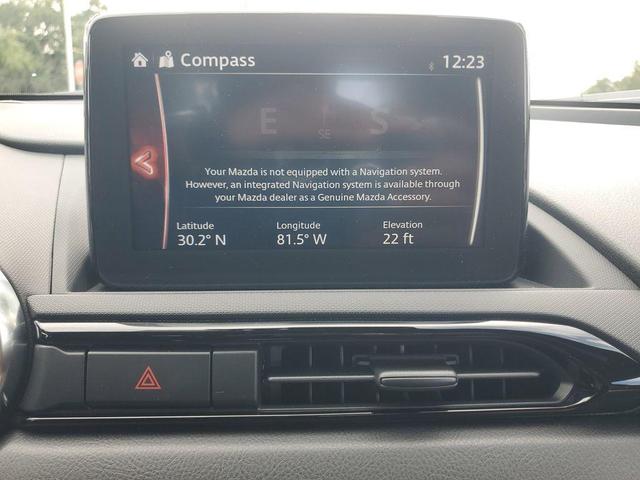 Compass 12:23
E S
SE
Your Mazda is not equipped with a Navigation system.
However, an integrated Navigation system is available through
your Mazda dealer as a Genuine Mazda Accessory.
Latitude Longitude Elevation
30.2° N 81.5° W 22 ft